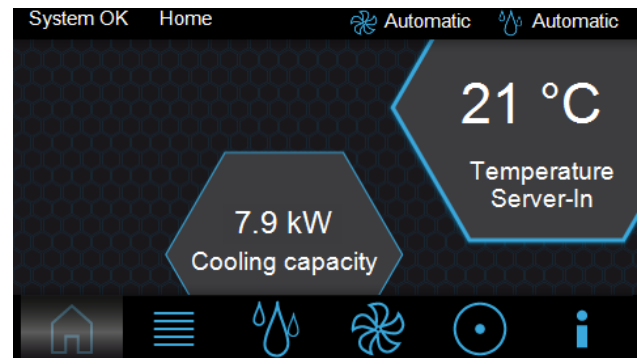 System OK Home Automatic Automatic
21 °C
Temperature
Server-In
7.9 kW
Cooling capacity